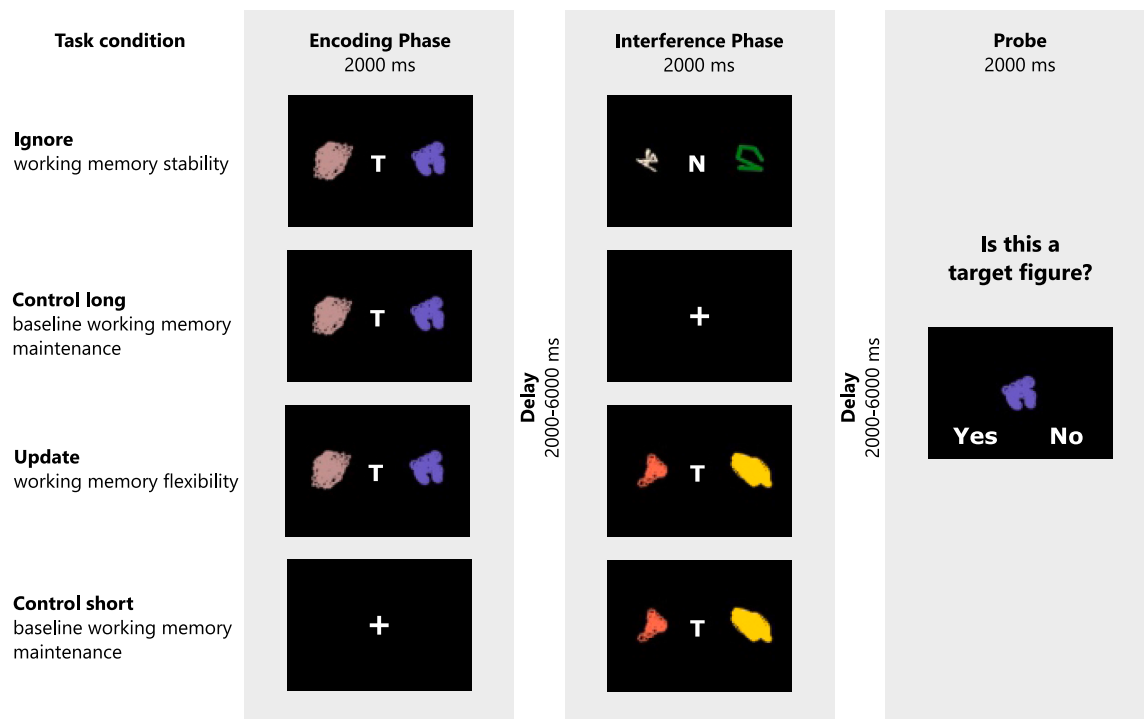 Task condition
Encoding Phase
2000 ms
Interference Phase
2000 ms
Probe
2000 ms
Ignore
working memory stability
T
N
Control long
baseline working memory
maintenance
T
+
Update
working memory flexibility
T
T
Control short
baseline working memory
maintenance
+
T
Delay
2000-6000 ms
Delay
2000-6000 ms
Is this a
target figure?
Yes No